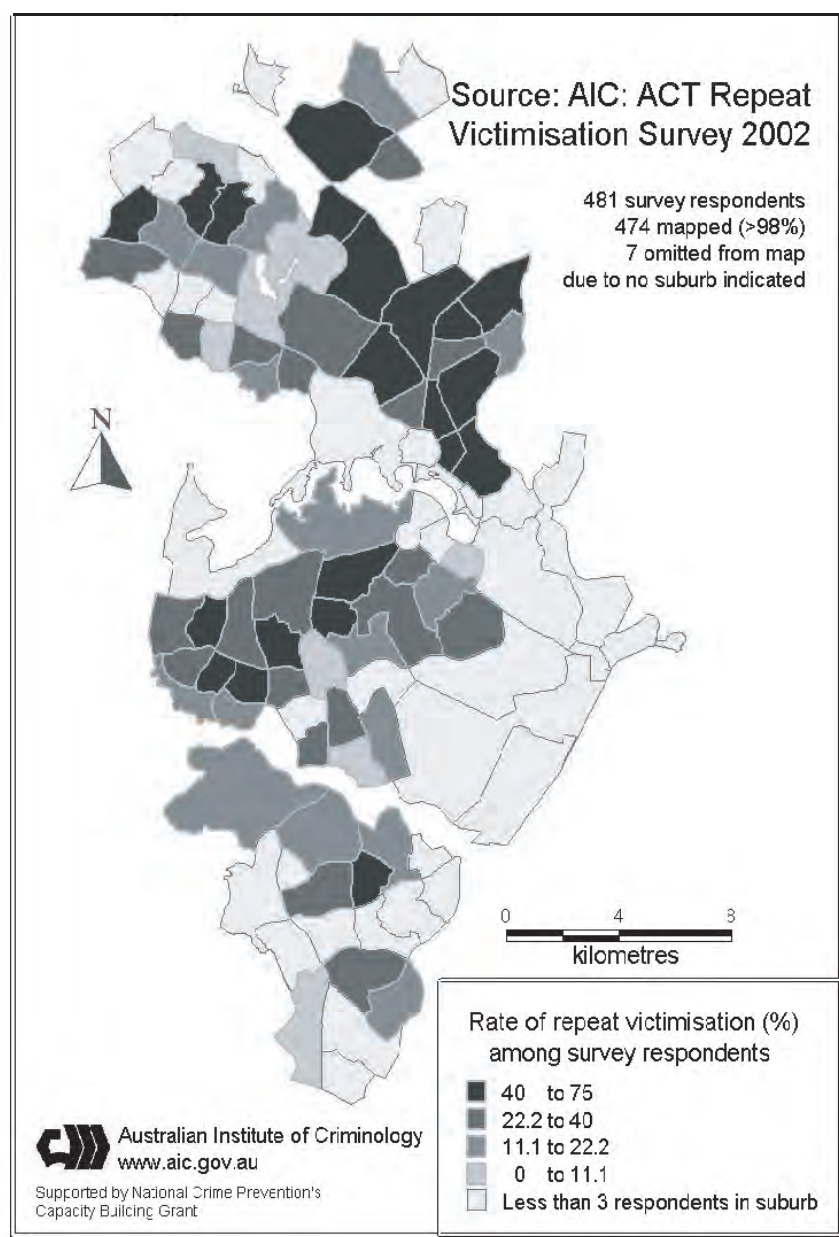 Source: AIC: ACT Repeat
Victimisation Survey 2002
481 survey respondents
474 mapped (>98%)
7 omitted from map
due to no suburb indicated
N
0 4 8
kilometres
Rate of repeat victimisation (%)
among survey respondents
40 to 75
22.2 to 40
11.1 to 22.2
0 to 11.1
Less than 3 respondents in suburb
Australian Institute of Criminology
www.aic.gov.au
Supported by National Crime Prevention's
Capacity Building Grant